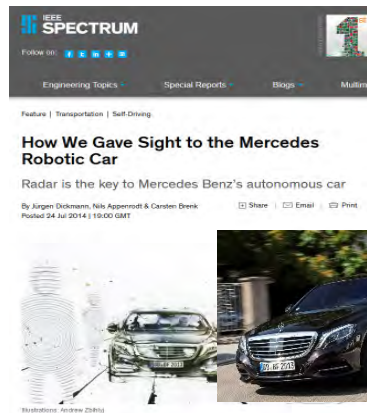 IEEE
SPECTRUM
Follow on:
Engineering Topics
Special Reports
Blogs
Multim
Feature | Transportation | Self-Driving
How We Gave Sight to the Mercedes
Robotic Car
Radar is the key to Mercedes Benz's autonomous car
By Jürgen Dickmann, Nils Appenrodt & Carsten Brenk
Share | Email | Print
Posted 24 Jul 2014 | 19:00 GMT
Illustrations: Andrew Zbihlyj